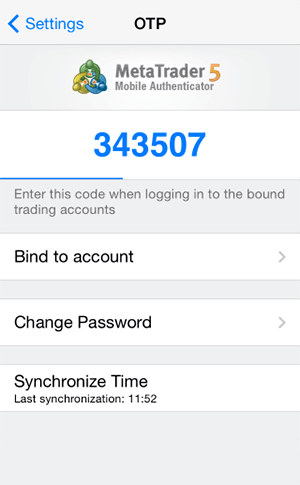 Settings
OTP
MetaTrader 5
Mobile Authenticator
343507
Enter this code when logging in to the bound
trading accounts
Bind to account
Change Password
Synchronize Time
Last synchronization: 11:52